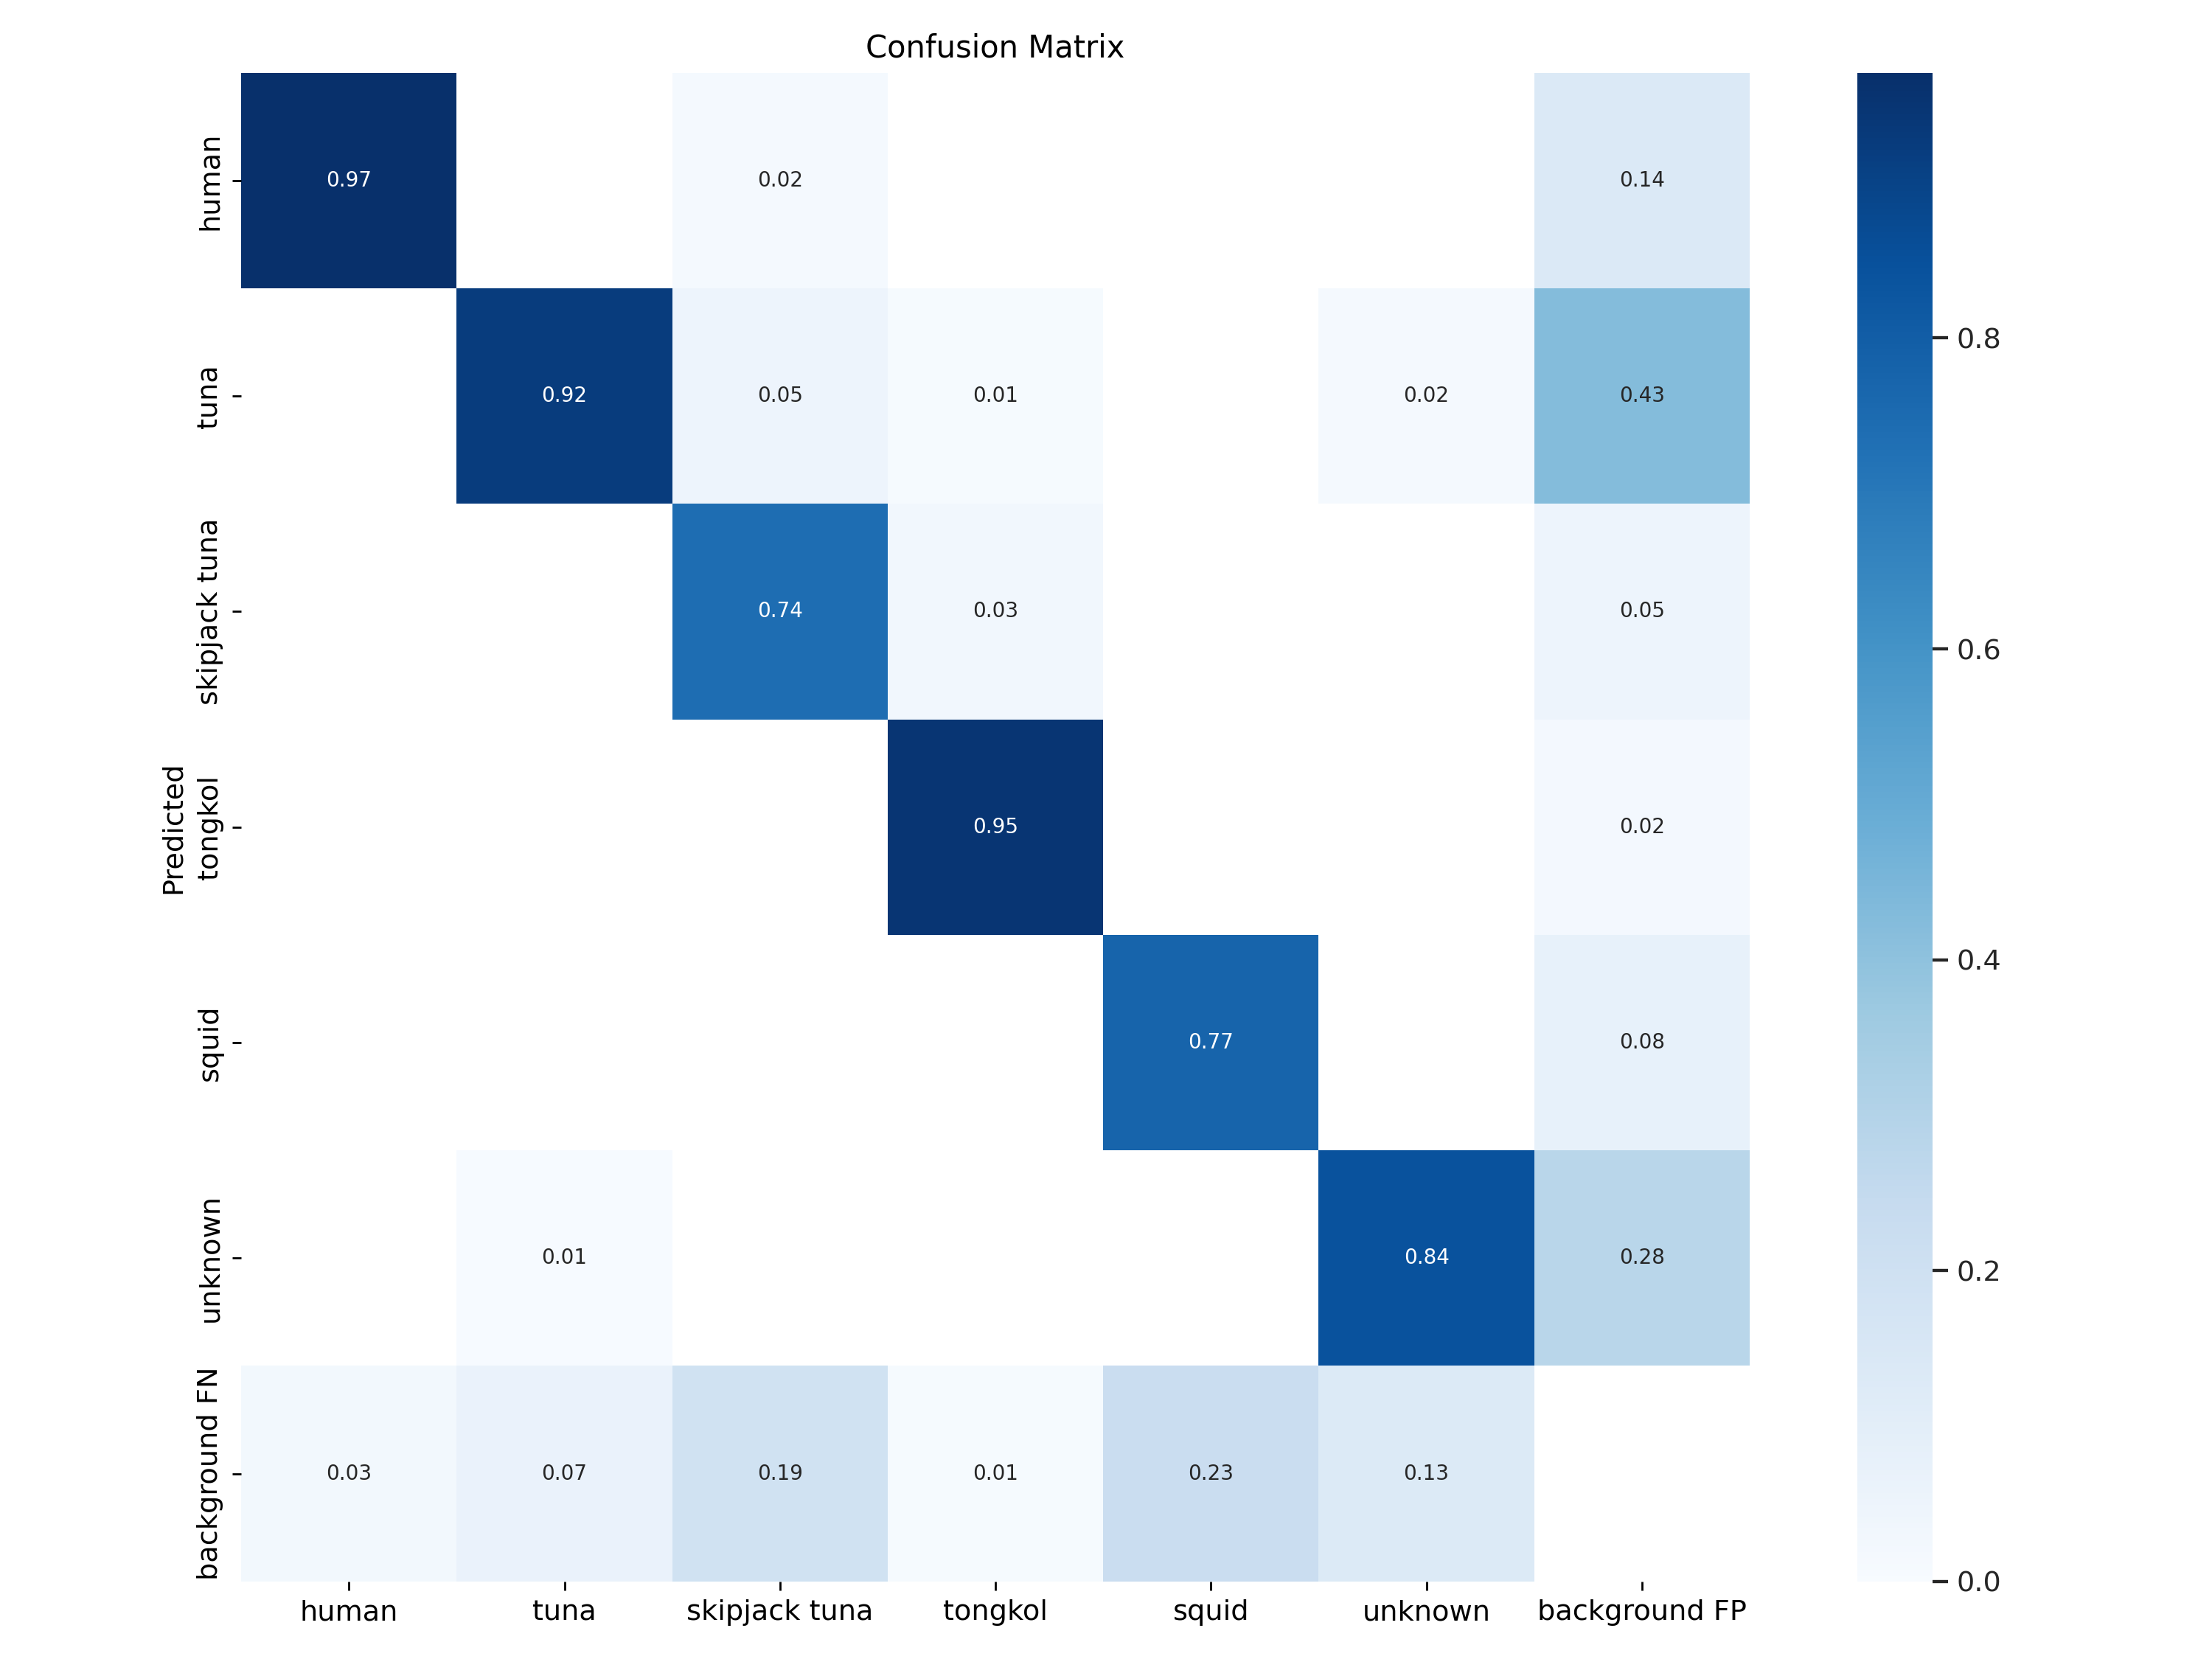 Confusion Matrix
human
0.97
0.02
0.14
tuna
0.92
0.05
0.01
0.02
0.43
0.8
skipjack tuna
0.74
0.03
0.05
0.6
Predicted
tongkol
0.95
0.02
0.4
squid
0.77
0.08
unknown
0.01
0.84
0.28
0.2
background FN
0.03
0.07
0.19
0.01
0.23
0.13
0.0
human
tuna
skipjack tuna
tongkol
squid
unknown
background FP